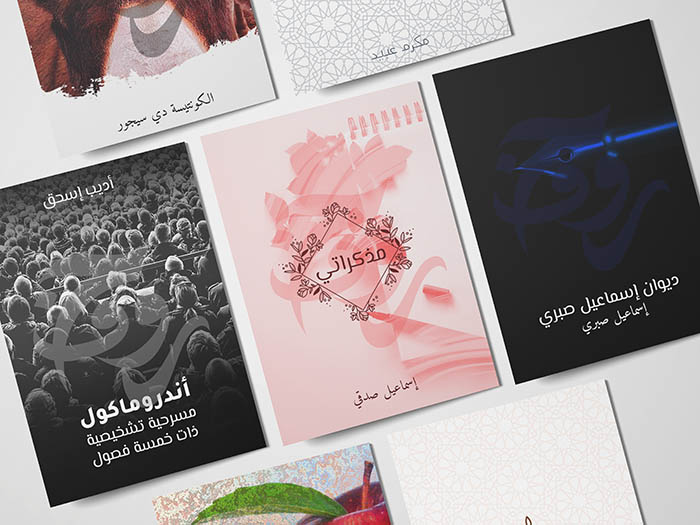 الكونتيسة دي سيجور
مكرم عبيد
أديب إسحق
أندروماكول
مسرحية تشخيصية
ذات خمسة فصول
مذكراتي
إسماعيل صدقي
ديوان إسماعيل صبري
إسماعيل صبري